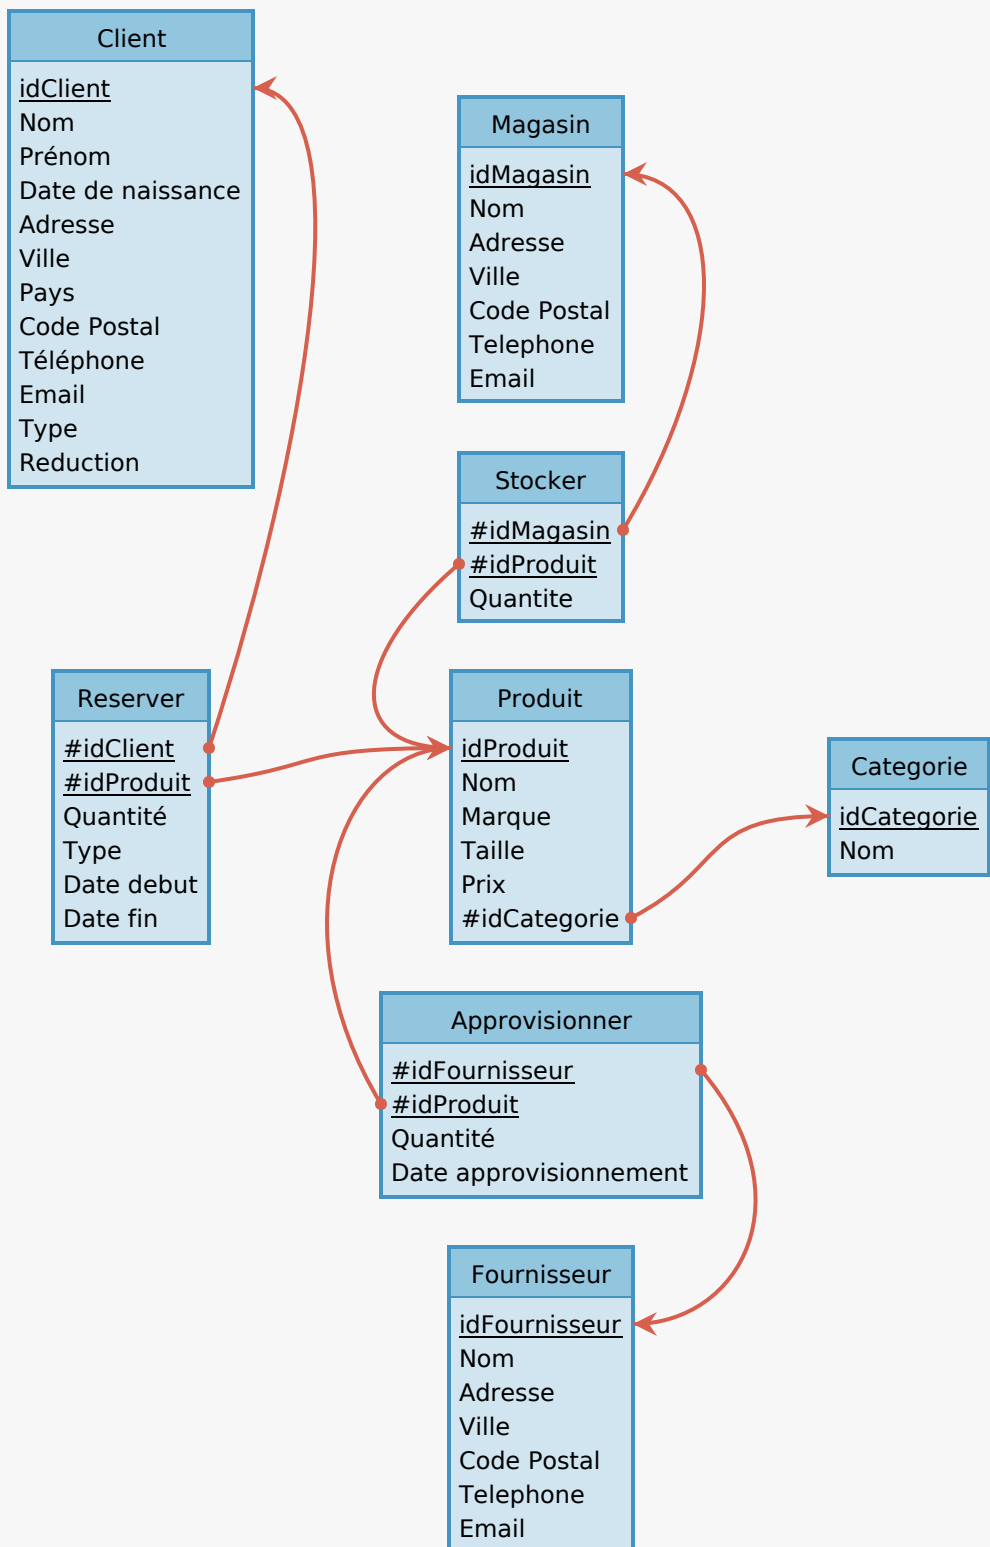 Client
idClient
Nom
Prénom
Date de naissance
Adresse
Ville
Pays
Code Postal
Téléphone
Email
Type
Reduction
Magasin
idMagasin
Nom
Adresse
Ville
Code Postal
Telephone
Email
Stocker
#idMagasin
#idProduit
Quantite
Reserver
#idClient
#idProduit
Quantité
Type
Date debut
Date fin
Produit
idProduit
Nom
Marque
Taille
Prix
#idCategorie
Categorie
idCategorie
Nom
Approvisionner
#idFournisseur
#idProduit
Quantité
Date approvisionnement
Fournisseur
idFournisseur
Nom
Adresse
Ville
Code Postal
Telephone
Email